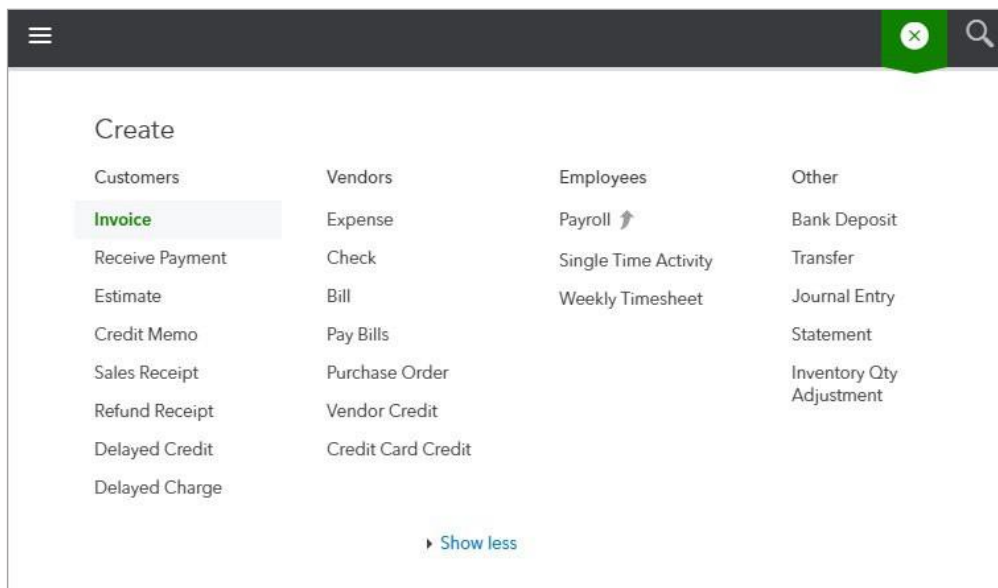 Create
Customers
Invoice
Receive Payment
Estimate
Credit Memo
Sales Receipt
Refund Receipt
Delayed Credit
Delayed Charge
Vendors
Expense
Check
Bill
Pay Bills
Purchase Order
Vendor Credit
Credit Card Credit
Employees
Payroll
Single Time Activity
Weekly Timesheet
Other
Bank Deposit
Transfer
Journal Entry
Statement
Inventory Qty
Adjustment
Show less